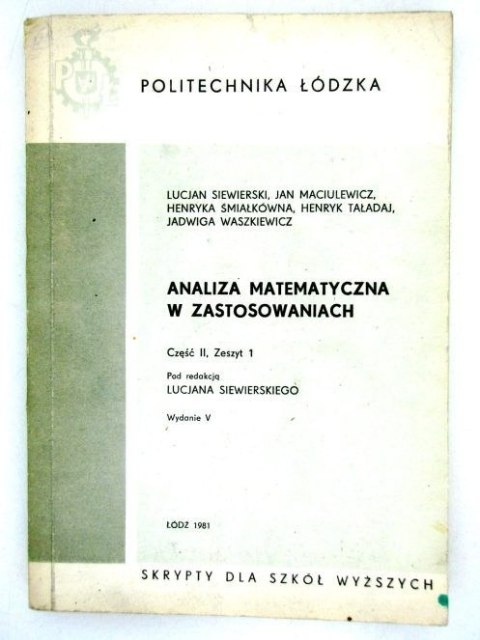 POLITECHNIKA ŁÓDZKA
LUCJAN SIEWIERSKI, JAN MACIULEWICZ,
HENRYKA ŚMIAŁKÓWNA, HENRYK TAŁADAJ,
JADWIGA WASZKIEWICZ
ANALIZA MATEMATYCZNA
W ZASTOSOWANIACH
Część II, Zeszyt 1
Pod redakcją
LUCJANA SIEWIERSKIEGO
Wydanie V
ŁÓDŹ 1981
SKRYPTY DLA SZKÓŁ WYŻSZYCH